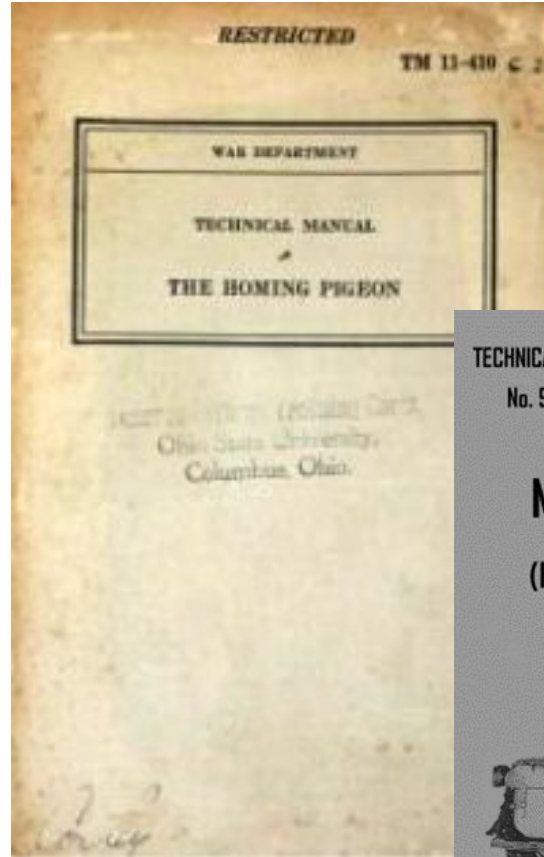 RESTRICTED
TM 11-410 C 2
WAR DEPARTMENT
TECHNICAL MANUAL
THE HOMING PIGEON
Ohio State University,
Columbus, Ohio.
TECHNICA
No. 9